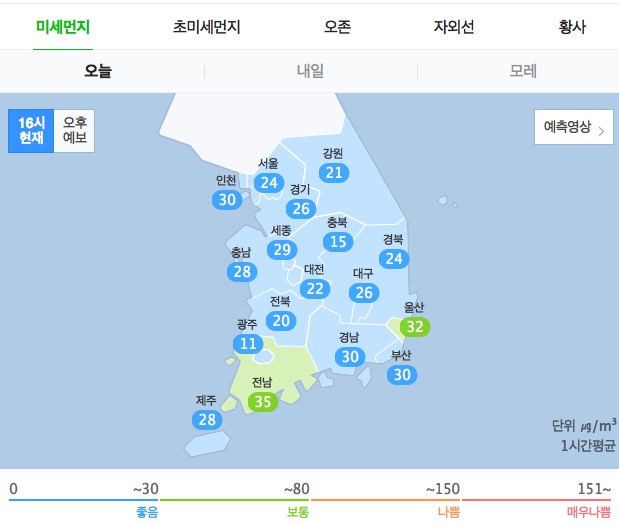 미세먼지 초미세먼지 오존 자외선 황사
오늘 내일 모레
16시 현재
오후 예보
예측영상
서울
24
강원
21
인천
30
경기
26
세종
29
충북
15
충남
28
경북
24
대전
22
대구
26
전북
20
울산
32
광주
11
경남
30
부산
30
전남
35
제주
28
단위 ㎍/m³
1시간평균
0 ~30 ~80 ~150 151~
좋음 보통 나쁨 매우나쁨